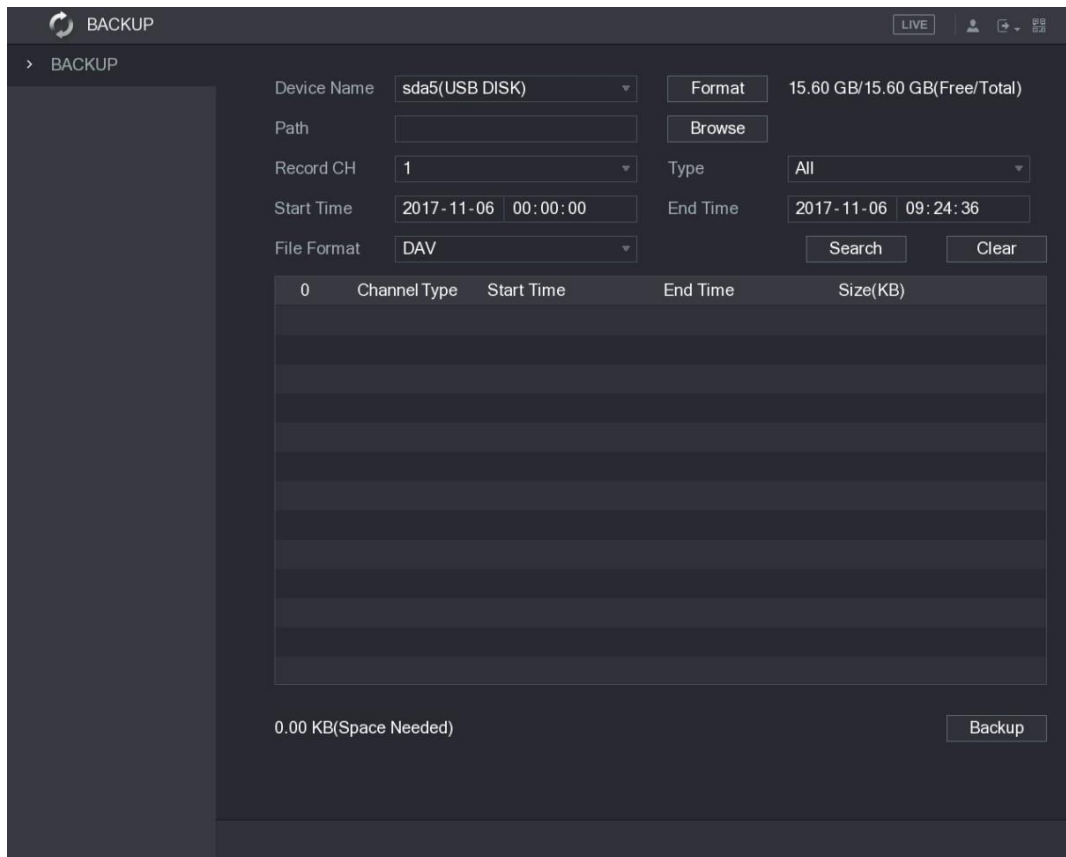 BACKUP
LIVE
BACKUP
Device Name sda5(USB DISK) Format 15.60 GB/15.60 GB(Free/Total)
Path Browse
Record CH 1 Type All
Start Time 2017-11-06 00:00:00 End Time 2017-11-06 09:24:36
File Format DAV Search Clear
0 Channel Type Start Time End Time Size(KB)
0.00 KB(Space Needed) Backup